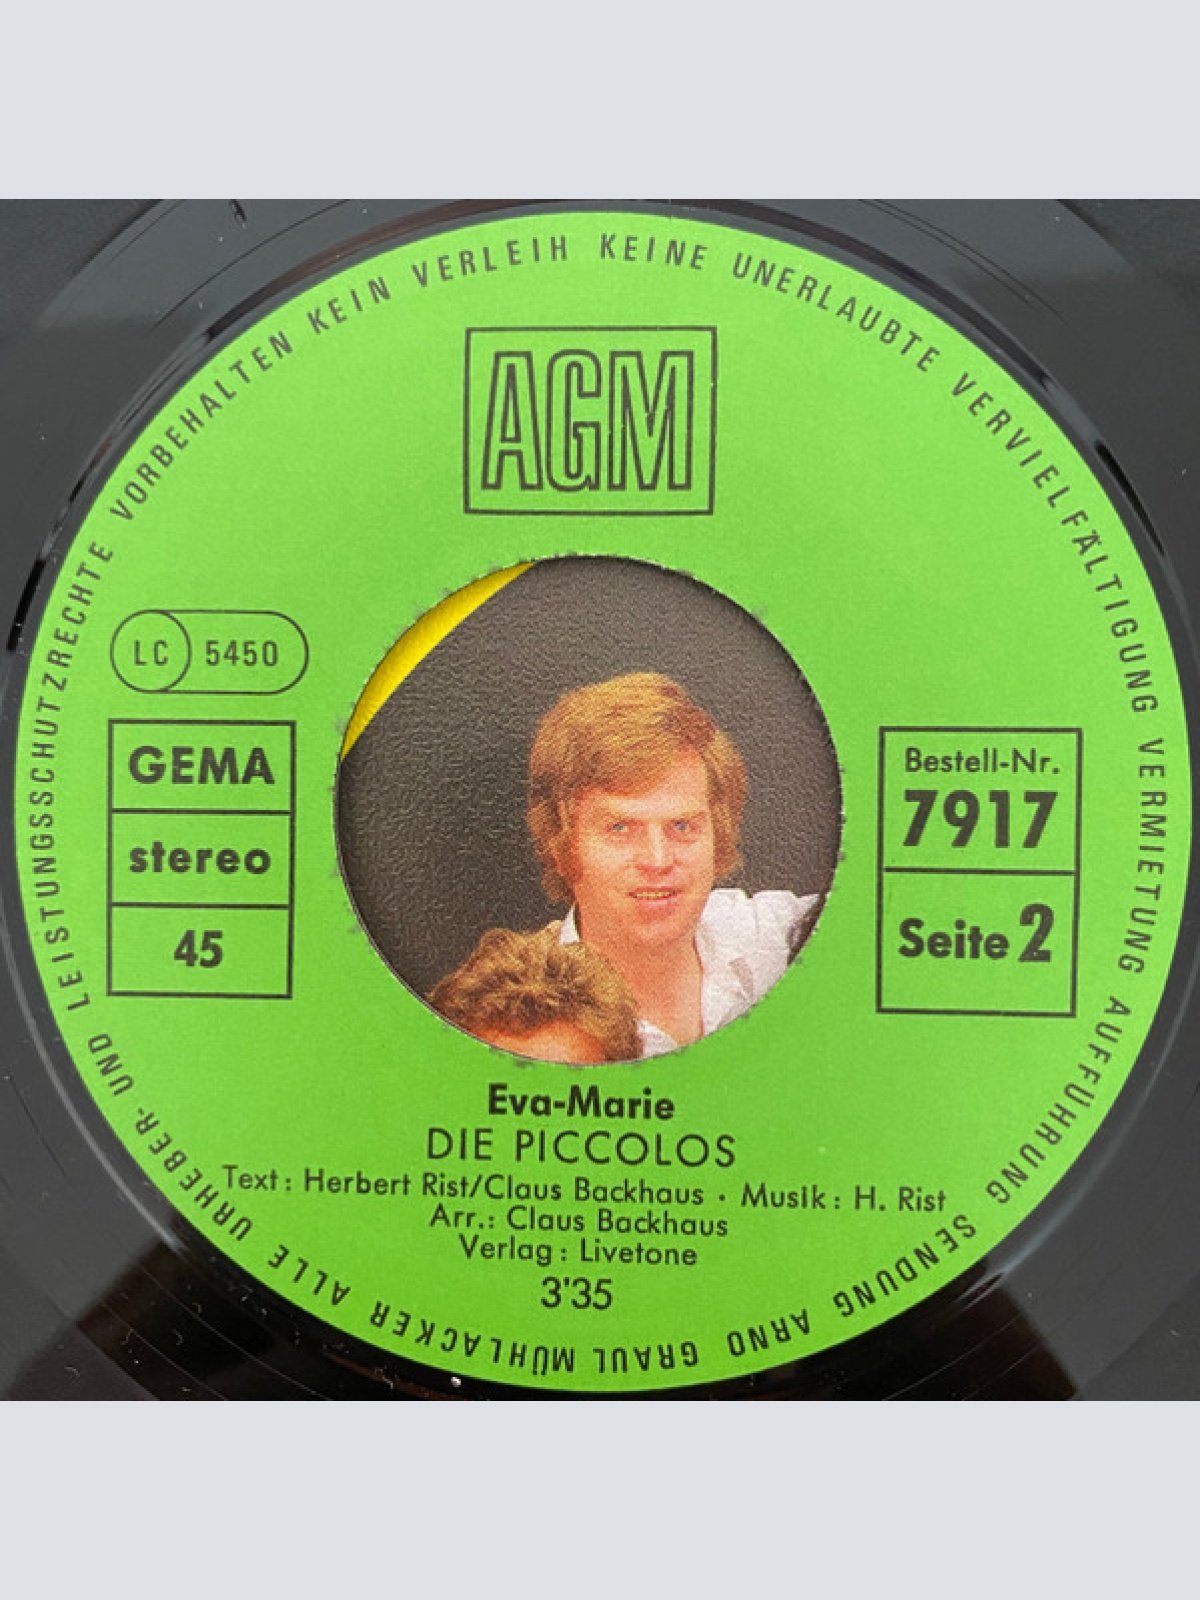 ALLE URHEBER- UND LEISTUNGSSCHUTZRECHTE VORBEHALTEN KEIN VERLEIH KEINE UNERLAUBTE VERVIELFÄLTIGUNG VERMIETUNG AUFFÜHRUNG SENDUNG ARNO GRAUL MÜHLACKER
AGM
LC 5450
GEMA
stereo
45
Bestell-Nr.
7917
Seite 2
Eva-Marie
DIE PICCOLOS
Text: Herbert Rist/Claus Backhaus · Musik: H. Rist
Arr.: Claus Backhaus
Verlag: Livetone
3'35